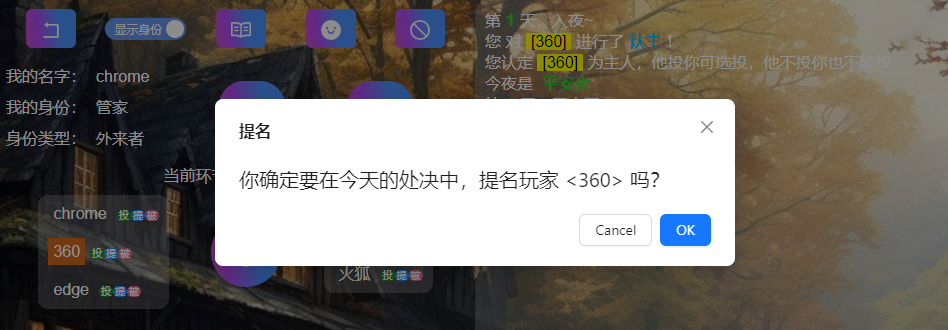 显示身份
我的名字： chrome
我的身份： 管家
身份类型： 外来者
当前环
chrome 投 提 被
360 投 提 被
edge 投 提 被
火狐 投 提 被
第 1 天，入夜~
您 对 [360] 进行了 认主 ！
您认定 [360] 为主人，他投你可选投，他不投你也不能投
今夜是 平安夜
提名
你确定要在今天的处决中，提名玩家 <360> 吗？
Cancel
OK